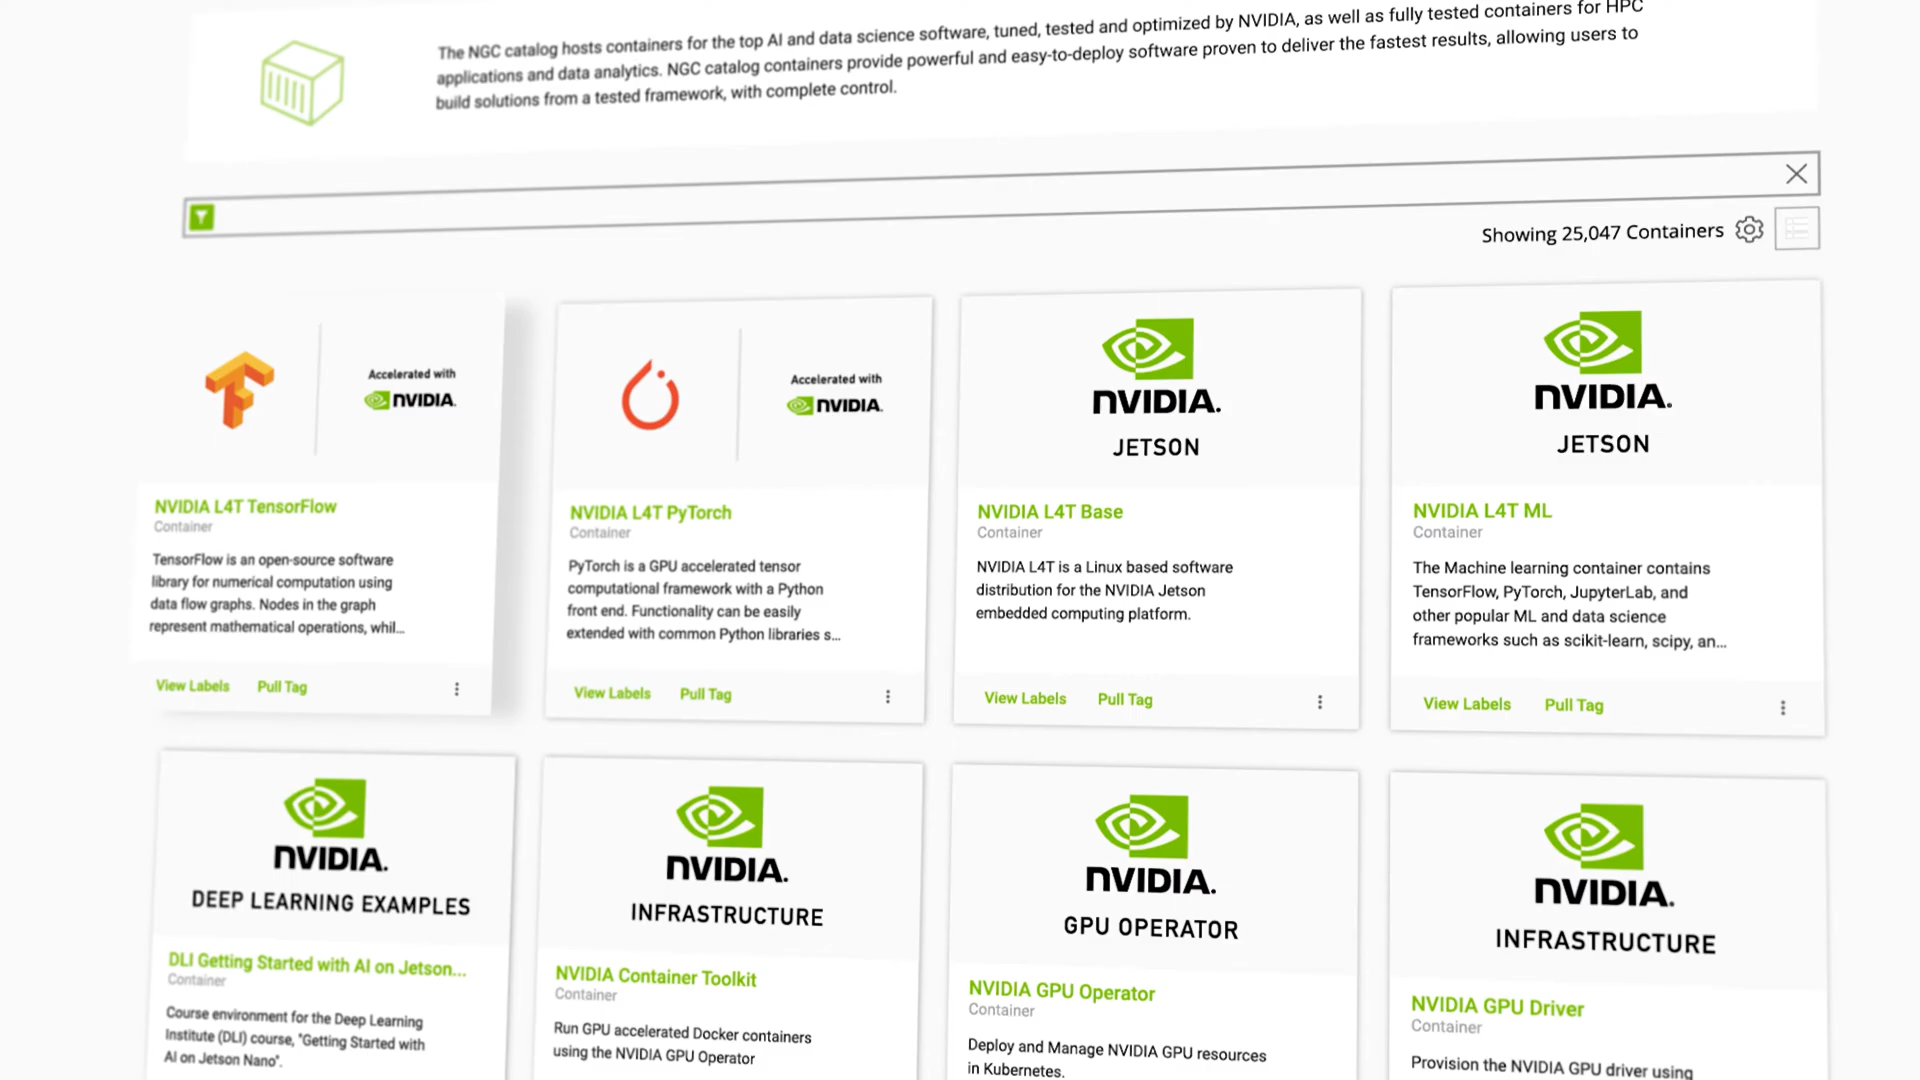 The NGC catalog hosts containers for the top AI and data science software, tuned, tested and optimized by NVIDIA, as well as fully tested containers for HPC
applications and data analytics. NGC catalog containers provide powerful and easy-to-deploy software proven to deliver the fastest results, allowing users to
build solutions from a tested framework, with complete control.
Showing 25,047 Containers
Accelerated with
NVIDIA.
NVIDIA L4T TensorFlow
Container
TensorFlow is an open-source software
library for numerical computation using
data flow graphs. Nodes in the graph
represent mathematical operations, whil...
View Labels Pull Tag
Accelerated with
NVIDIA.
NVIDIA L4T PyTorch
Container
PyTorch is a GPU accelerated tensor
computational framework with a Python
front end. Functionality can be easily
extended with common Python libraries s...
View Labels Pull Tag
NVIDIA.
JETSON
NVIDIA L4T Base
Container
NVIDIA L4T is a Linux based software
distribution for the NVIDIA Jetson
embedded computing platform.
View Labels Pull Tag
NVIDIA.
JETSON
NVIDIA L4T ML
Container
The Machine learning container contains
TensorFlow, PyTorch, JupyterLab, and
other popular ML and data science
frameworks such as scikit-learn, scipy, an...
View Labels Pull Tag
NVIDIA.
DEEP LEARNING EXAMPLES
DLI Getting Started with AI on Jetson...
Container
Course environment for the Deep Learning
Institute (DLI) course, "Getting Started with
AI on Jetson Nano".
NVIDIA.
INFRASTRUCTURE
NVIDIA Container Toolkit
Container
Run GPU accelerated Docker containers
using the NVIDIA GPU Operator
NVIDIA.
GPU OPERATOR
NVIDIA GPU Operator
Container
Deploy and Manage NVIDIA GPU resources
in Kubernetes.
NVIDIA.
INFRASTRUCTURE
NVIDIA GPU Driver
Container
Provision the NVIDIA GPU driver using